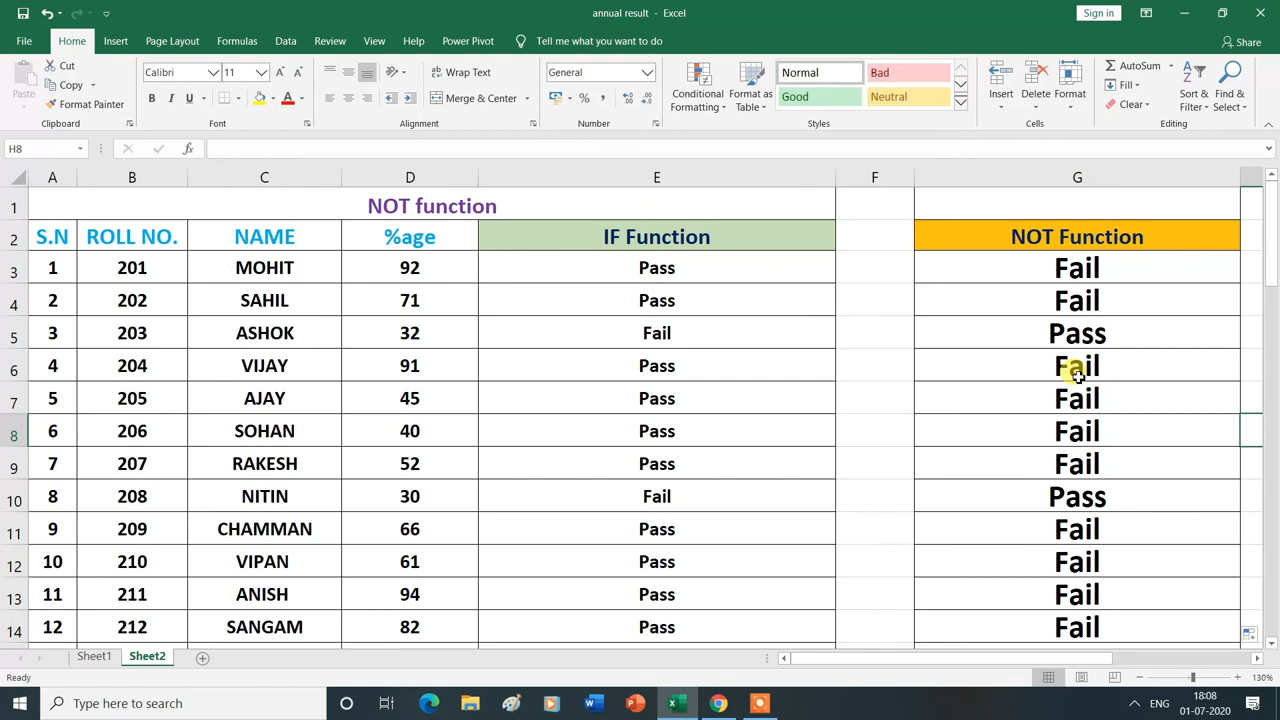 annual result - Excel
Sign in
File Home Insert Page Layout Formulas Data Review View Help Power Pivot Tell me what you want to do Share
Paste
Cut
Copy
Format Painter
Clipboard
Calibri 11
B I U
Font
Wrap Text
Merge & Center
Alignment
General
Number
Conditional Formatting
Format as Table
Normal Bad
Good Neutral
Styles
Insert Delete Format
Cells
AutoSum
Fill
Clear
Sort & Filter
Find & Select
Editing
H8
fx
A B C D E F G
1 NOT function
2 S.N ROLL NO. NAME %age IF Function NOT Function
3 1 201 MOHIT 92 Pass Fail
4 2 202 SAHIL 71 Pass Fail
5 3 203 ASHOK 32 Fail Pass
6 4 204 VIJAY 91 Pass Fail
7 5 205 AJAY 45 Pass Fail
8 6 206 SOHAN 40 Pass Fail
9 7 207 RAKESH 52 Pass Fail
10 8 208 NITIN 30 Fail Pass
11 9 209 CHAMMAN 66 Pass Fail
12 10 210 VIPAN 61 Pass Fail
13 11 211 ANISH 94 Pass Fail
14 12 212 SANGAM 82 Pass Fail
Sheet1 Sheet2
Ready
130%
Type here to search
ENG
18:08
01-07-2020